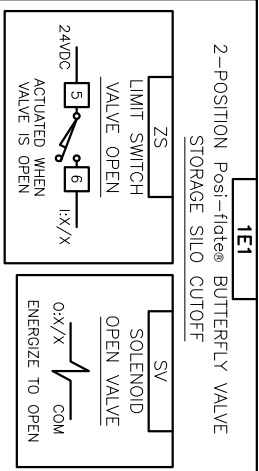 1E1
2-POSITION Posi-flate® BUTTERFLY VALVE
STORAGE SILO CUTOFF
ZS
LIMIT SWITCH
VALVE OPEN
24VDC
5
6
I:X/X
ACTUATED WHEN
VALVE IS OPEN
SV
SOLENOID
OPEN VALVE
O:X/X
COM
ENERGIZE TO OPEN